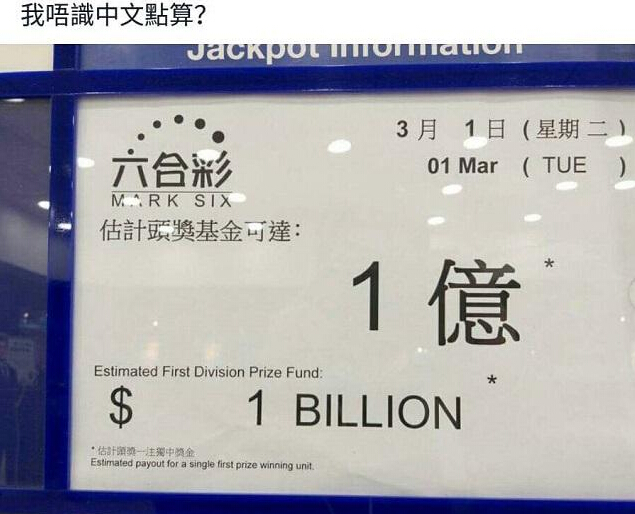 我唔識中文點算?
Jackpot Information
3 月 1 日 (星期 二 )
六合彩
01 Mar ( TUE )
MARK SIX
估計頭獎基金可達：
1 億 *
Estimated First Division Prize Fund:
$ 1 BILLION *
* 估計頭獎一注獨中獎金
Estimated payout for a single first prize winning unit.